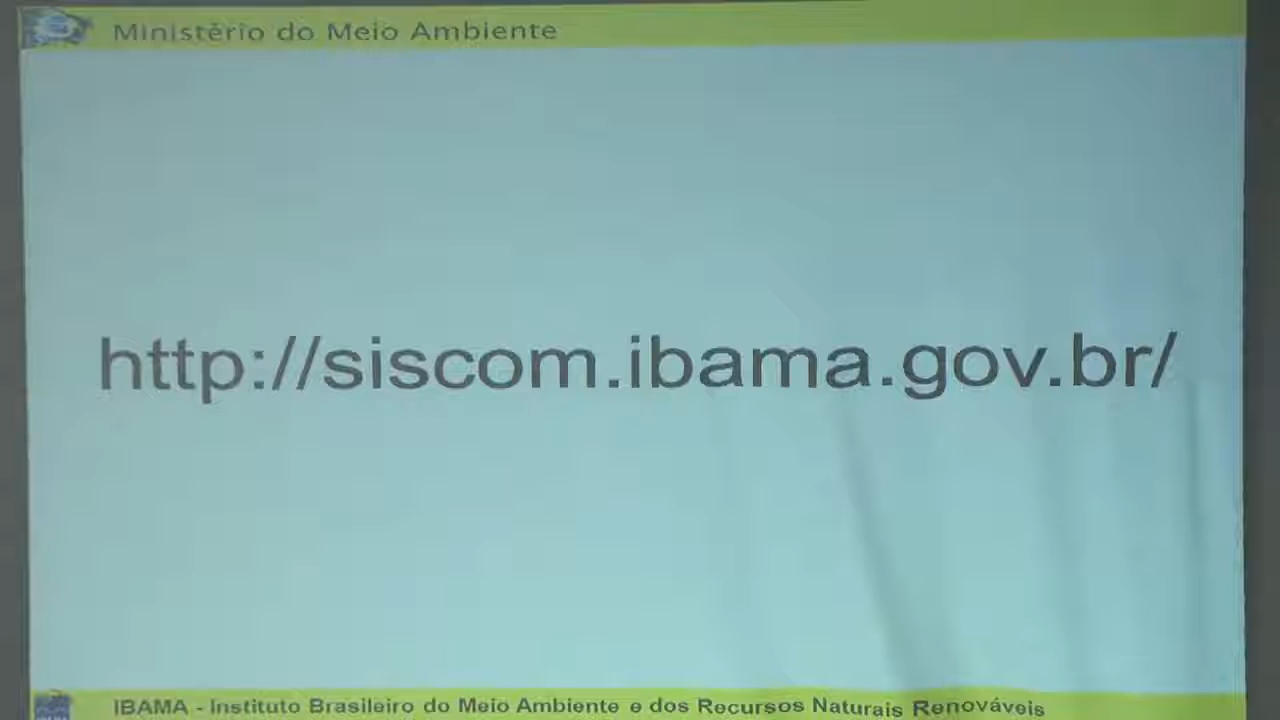 Ministério do Meio Ambiente
http://siscom.ibama.gov.br/
IBAMA - Instituto Brasileiro do Meio Ambiente e dos Recursos Naturais Renováveis